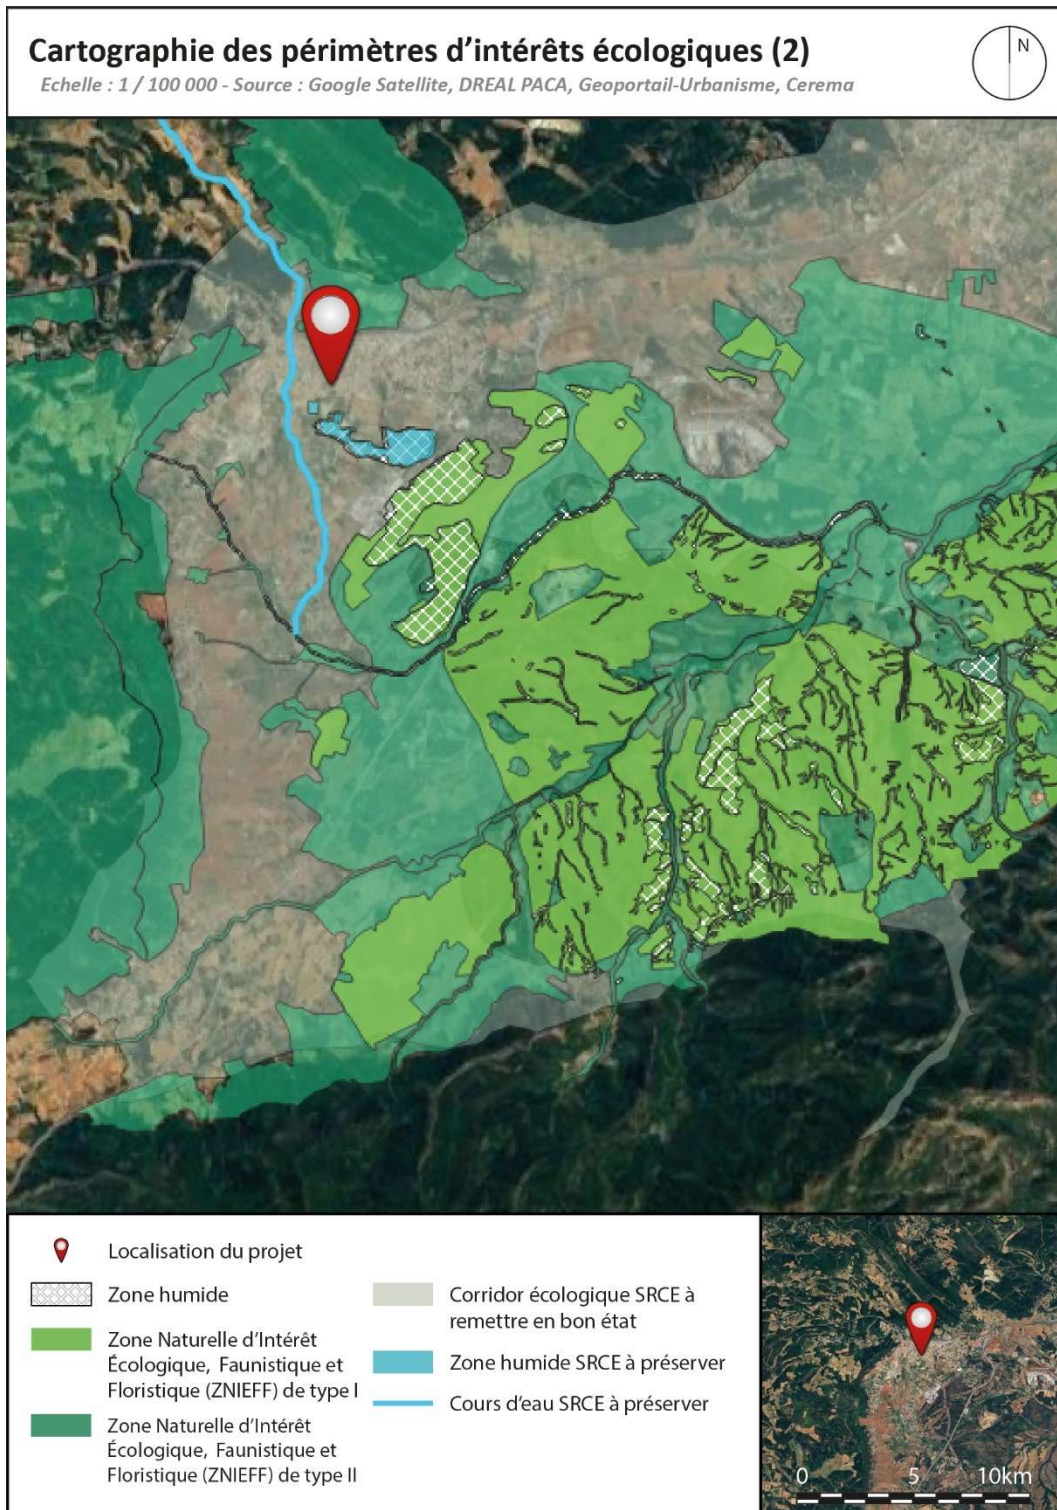 Cartographie des périmètres d'intérêts écologiques (2)
Echelle : 1 / 100 000 - Source : Google Satellite, DREAL PACA, Geoportail-Urbanisme, Cerema
N
Localisation du projet
Zone humide
Zone Naturelle d'Intérêt
Écologique, Faunistique et
Floristique (ZNIEFF) de type I
Zone Naturelle d'Intérêt
Écologique, Faunistique et
Floristique (ZNIEFF) de type II
Corridor écologique SRCE à
remettre en bon état
Zone humide SRCE à préserver
Cours d'eau SRCE à préserver
0 5 10km